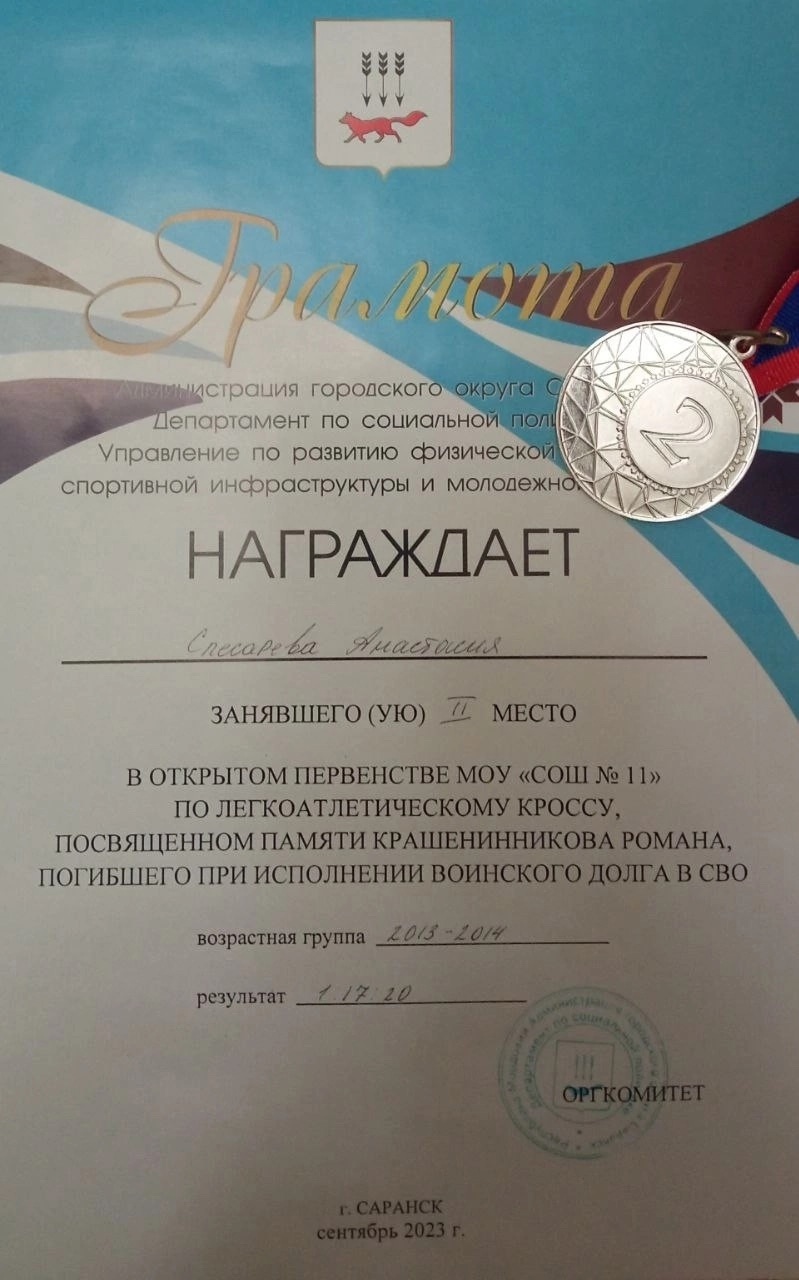 Грамота
Администрация городского округа С
Департамент по социальной поли
Управление по развитию физической
спортивной инфраструктуры и молодежно
2
НАГРАЖДАЕТ
Слесарева Анастасия
ЗАНЯВШЕГО (УЮ) II МЕСТО
В ОТКРЫТОМ ПЕРВЕНСТВЕ МОУ «СОШ № 11»
ПО ЛЕГКОАТЛЕТИЧЕСКОМУ КРОССУ,
ПОСВЯЩЕННОМ ПАМЯТИ КРАШЕНИННИКОВА РОМАНА,
ПОГИБШЕГО ПРИ ИСПОЛНЕНИИ ВОИНСКОГО ДОЛГА В СВО
возрастная группа 2013-2014
результат 1.17:20
ОРГКОМИТЕТ
г. САРАНСК
сентябрь 2023 г.